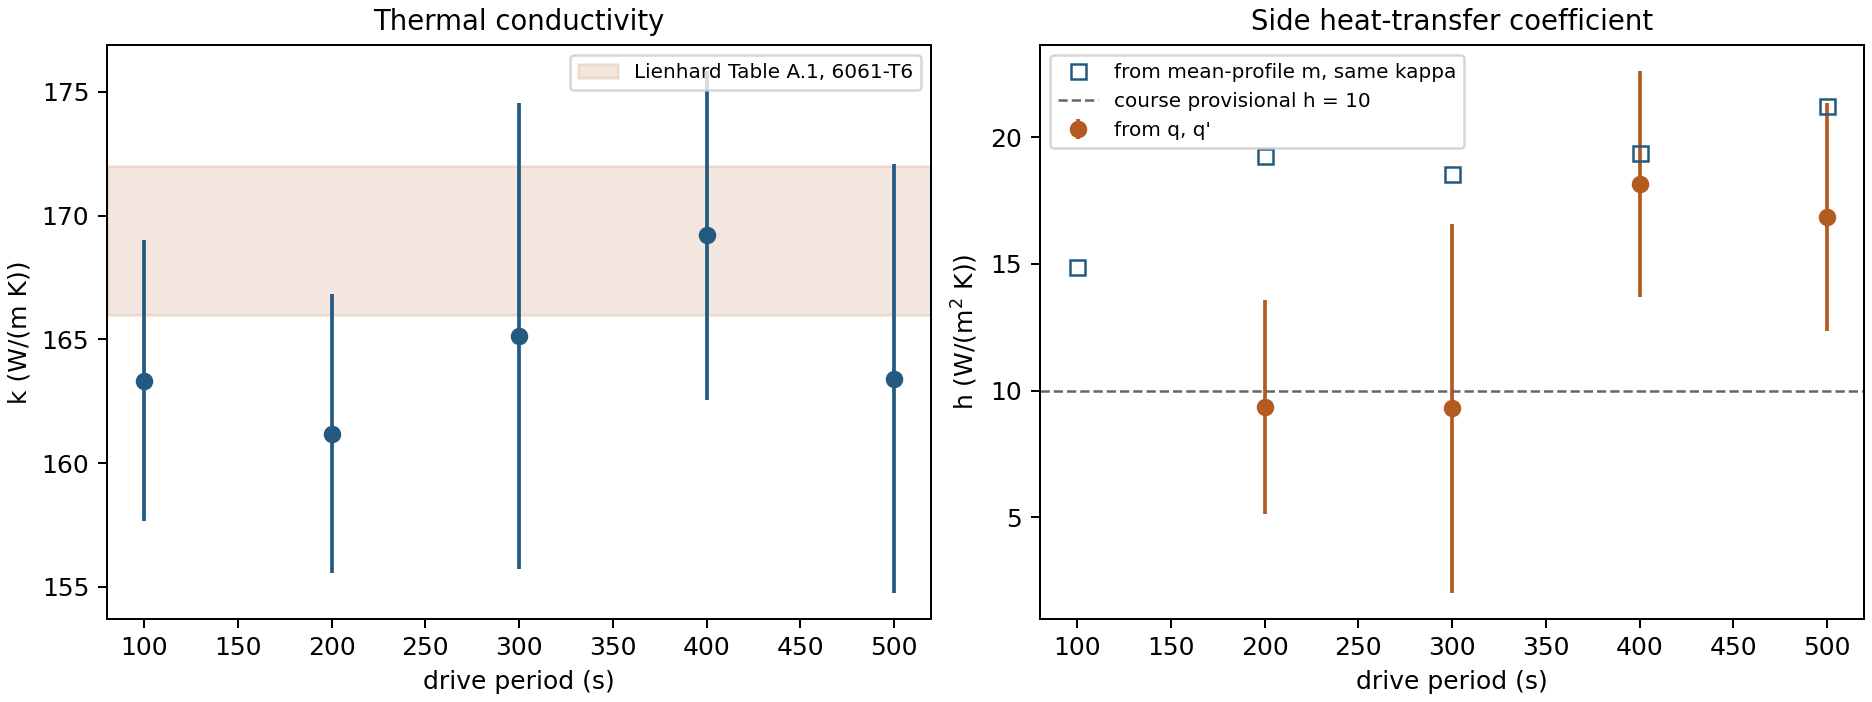 Thermal conductivity
Lienhard Table A.1, 6061-T6
175
170
165
160
155
k (W/(m K))
100 150 200 250 300 350 400 450 500
drive period (s)
Side heat-transfer coefficient
from mean-profile m, same kappa
course provisional h = 10
from q, q'
20
15
10
5
h (W/(m² K))
100 150 200 250 300 350 400 450 500
drive period (s)